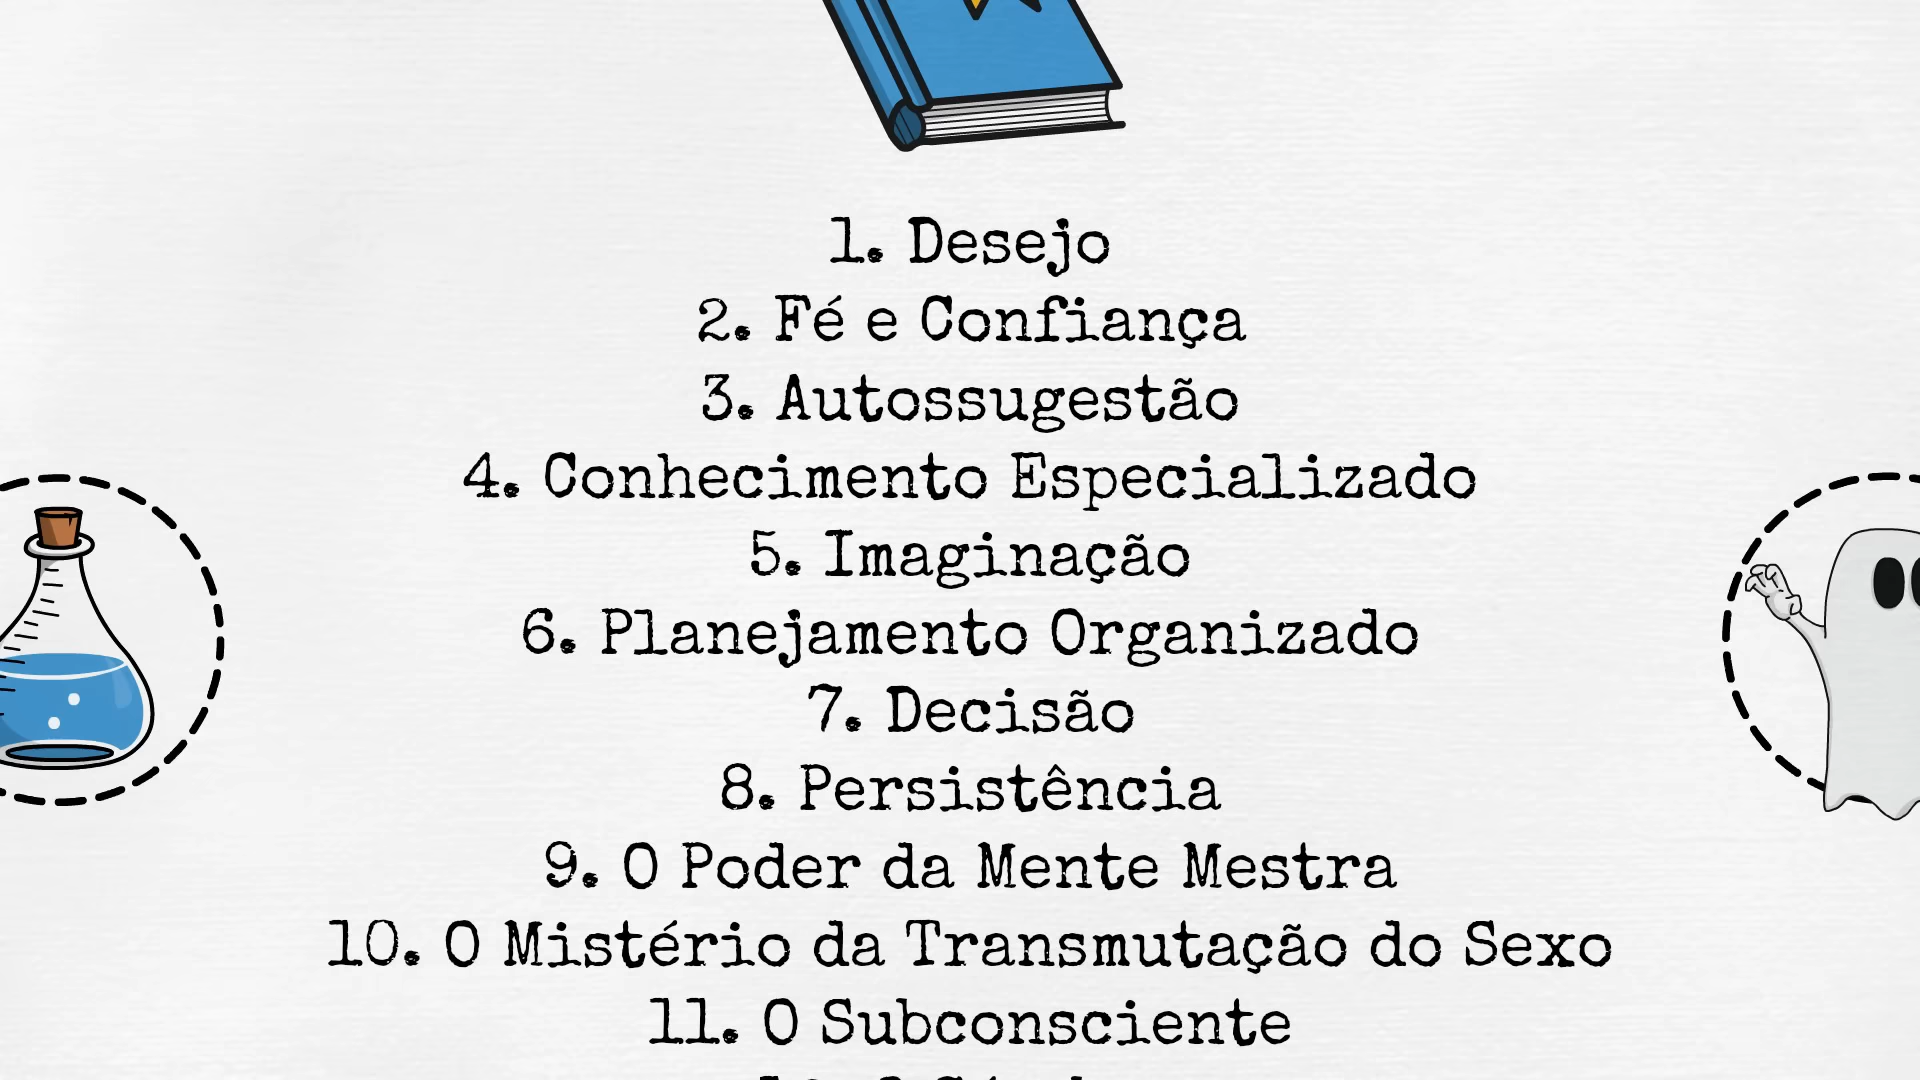 1. Desejo
2. Fé e Confiança
3. Autossugestão
4. Conhecimento Especializado
5. Imaginação
6. Planejamento Organizado
7. Decisão
8. Persistência
9. O Poder da Mente Mestra
10. O Mistério da Transmutação do Sexo
11. O Subconsciente